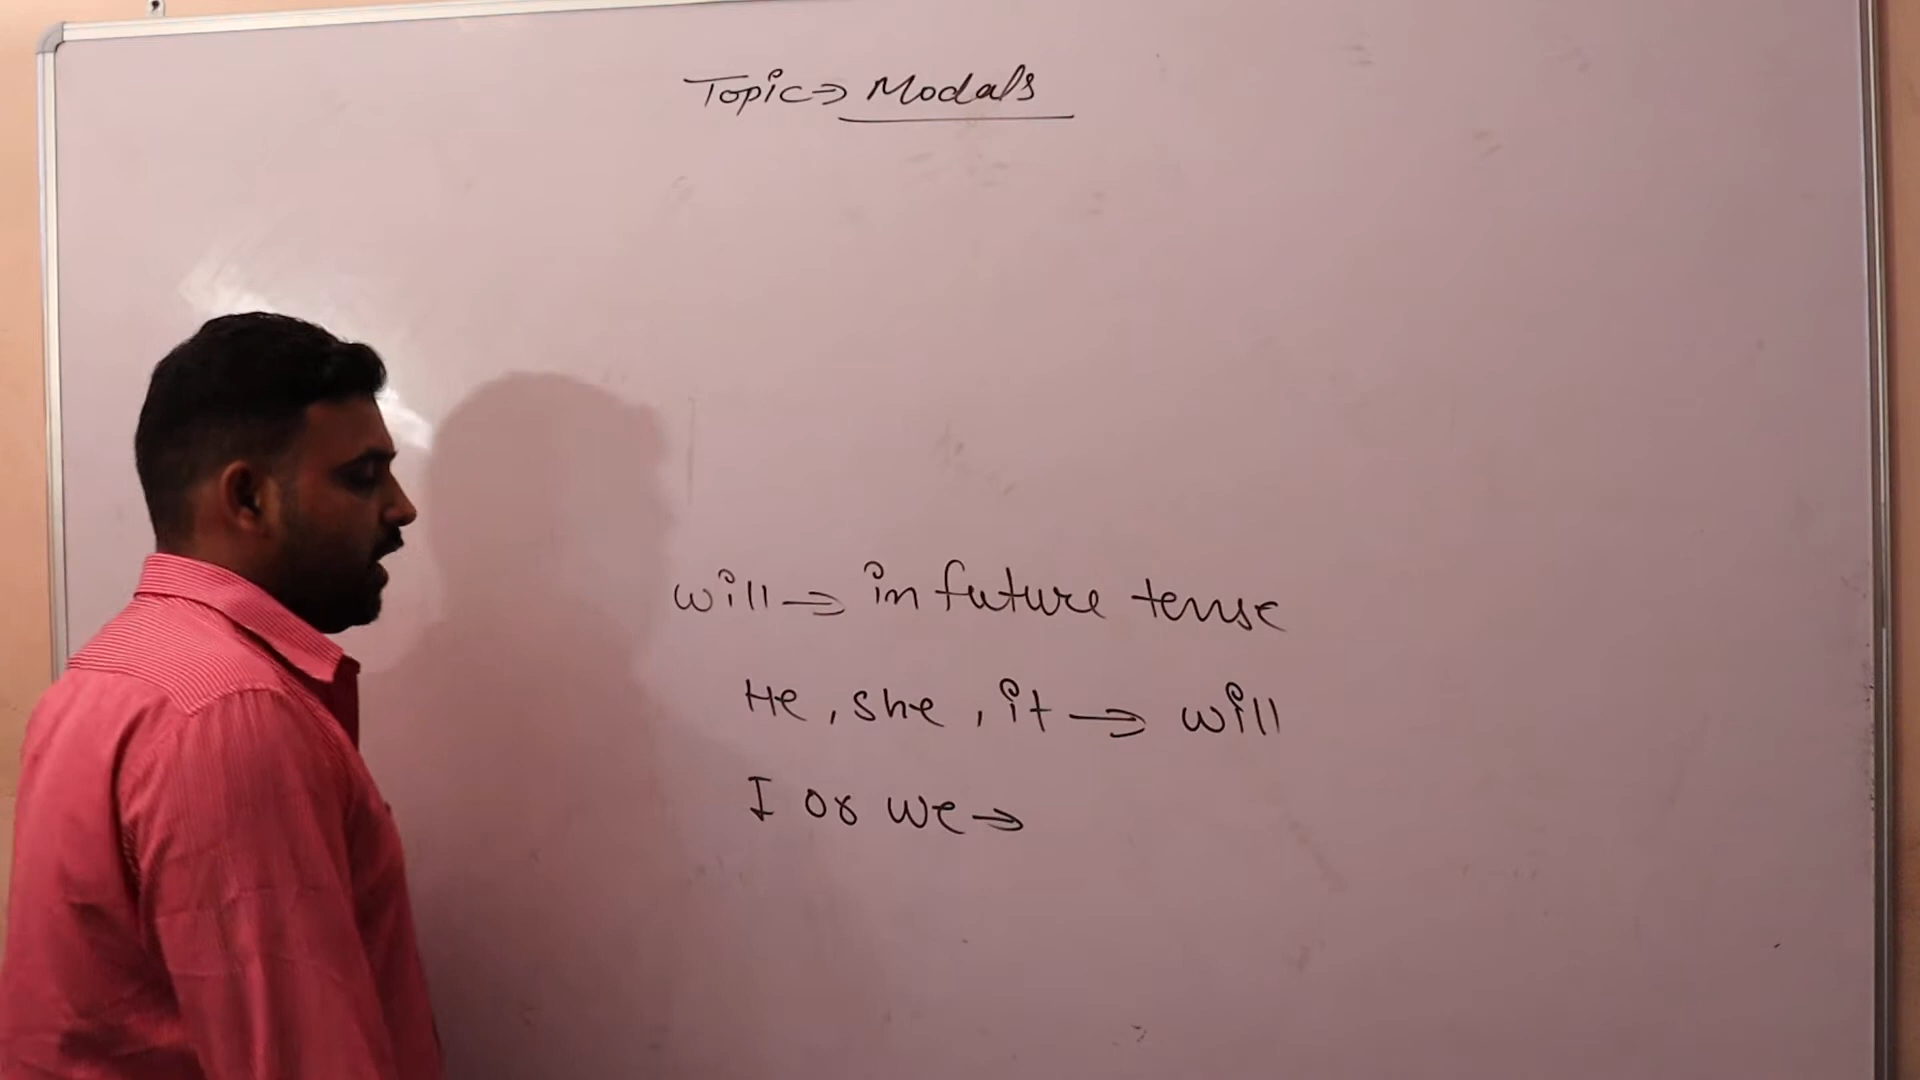 Topic⇒ Modals
will ⇒ in future tense
He, she, it ⇒ will
I or we →